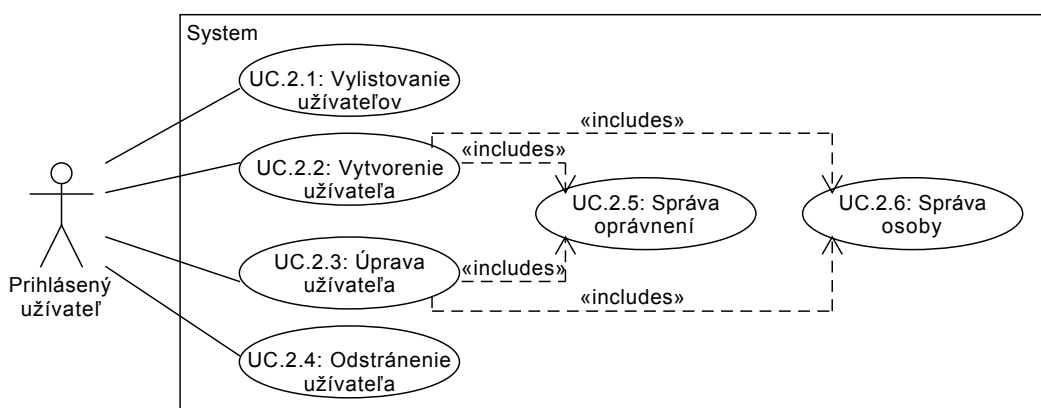 System
UC.2.1: Vylistovanie
užívateľov
«includes»
UC.2.2: Vytvorenie
užívateľa
«includes»
UC.2.5: Správa
oprávnení
UC.2.6: Správa
osoby
UC.2.3: Úprava
užívateľa
«includes»
«includes»
Prihlásený
užívateľ
UC.2.4: Odstránenie
užívateľa